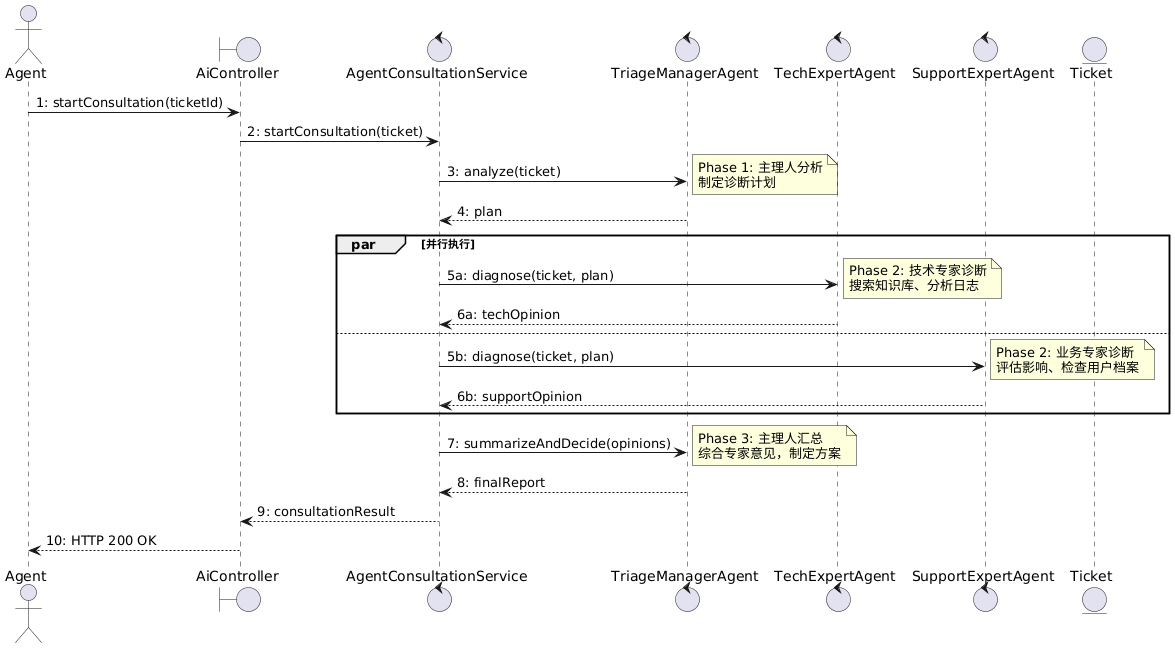 Agent
AiController
AgentConsultationService
TriageManagerAgent
TechExpertAgent
SupportExpertAgent
Ticket
1: startConsultation(ticketId)
2: startConsultation(ticket)
3: analyze(ticket)
Phase 1: 主理人分析
制定诊断计划
4: plan
par
[并行执行]
5a: diagnose(ticket, plan)
Phase 2: 技术专家诊断
搜索知识库、分析日志
6a: techOpinion
5b: diagnose(ticket, plan)
Phase 2: 业务专家诊断
评估影响、检查用户档案
6b: supportOpinion
7: summarizeAndDecide(opinions)
Phase 3: 主理人汇总
综合专家意见，制定方案
8: finalReport
9: consultationResult
10: HTTP 200 OK
Agent
AiController
AgentConsultationService
TriageManagerAgent
TechExpertAgent
SupportExpertAgent
Ticket